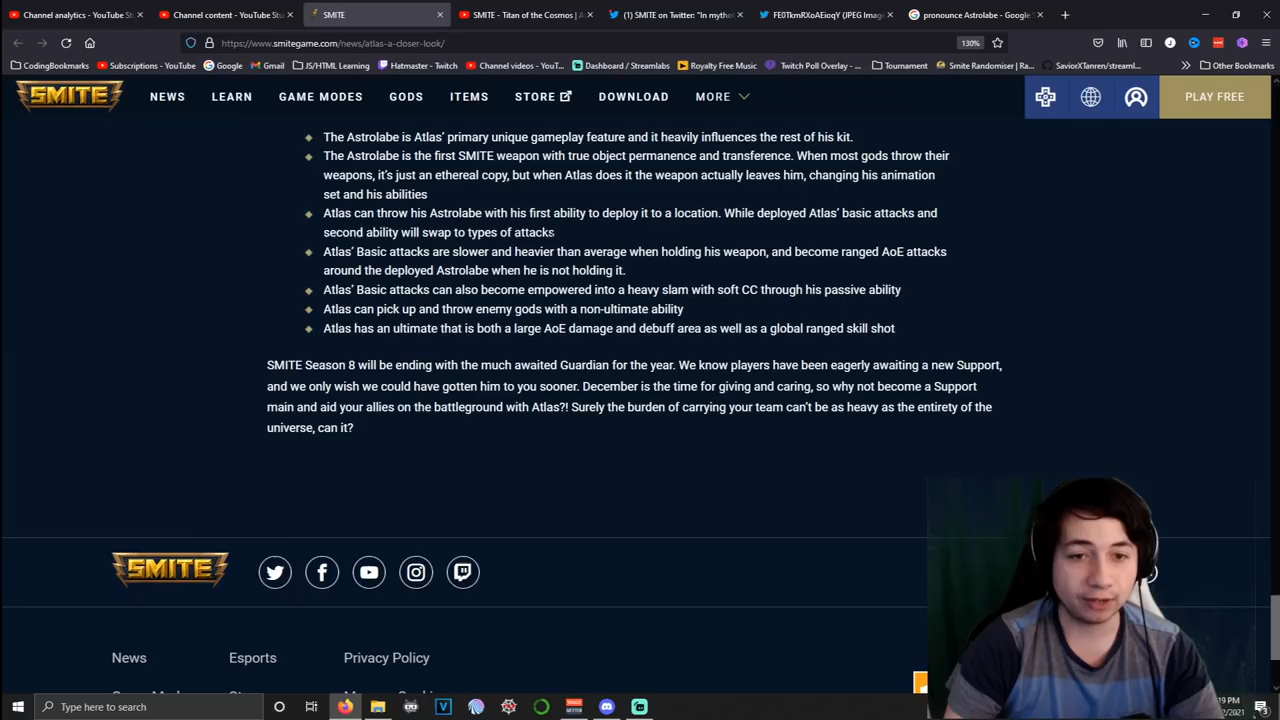 Channel analytics - YouTube St
Channel content - YouTube Stu
SMITE
SMITE - Titan of the Cosmos | A
(1) SMITE on Twitter: "In mythol
FE0TkmRXoAEioqY (JPEG Imag
pronounce Astrolabe - Google S
https://www.smitegame.com/news/atlas-a-closer-look/
130%
CodingBookmarks
Subscriptions - YouTube
Google
Gmail
JS/HTML Learning
Hatmaster - Twitch
Channel videos - YouT...
Dashboard / Streamlabs
Royalty Free Music
Twitch Poll Overlay - ...
Tournament
Smite Randomiser | Ra...
SaviorXTanren/streaml...
Other Bookmarks
SMITE
NEWS
LEARN
GAME MODES
GODS
ITEMS
STORE
DOWNLOAD
MORE
PLAY FREE
The Astrolabe is Atlas' primary unique gameplay feature and it heavily influences the rest of his kit.
The Astrolabe is the first SMITE weapon with true object permanence and transference. When most gods throw their
weapons, it's just an ethereal copy, but when Atlas does it the weapon actually leaves him, changing his animation
set and his abilities
Atlas can throw his Astrolabe with his first ability to deploy it to a location. While deployed Atlas' basic attacks and
second ability will swap to types of attacks
Atlas' Basic attacks are slower and heavier than average when holding his weapon, and become ranged AoE attacks
around the deployed Astrolabe when he is not holding it.
Atlas' Basic attacks can also become empowered into a heavy slam with soft CC through his passive ability
Atlas can pick up and throw enemy gods with a non-ultimate ability
Atlas has an ultimate that is both a large AoE damage and debuff area as well as a global ranged skill shot
SMITE Season 8 will be ending with the much awaited Guardian for the year. We know players have been eagerly awaiting a new Support,
and we only wish we could have gotten him to you sooner. December is the time for giving and caring, so why not become a Support
main and aid your allies on the battleground with Atlas?! Surely the burden of carrying your team can't be as heavy as the entirety of the
universe, can it?
SMITE
News
Esports
Privacy Policy
Type here to search